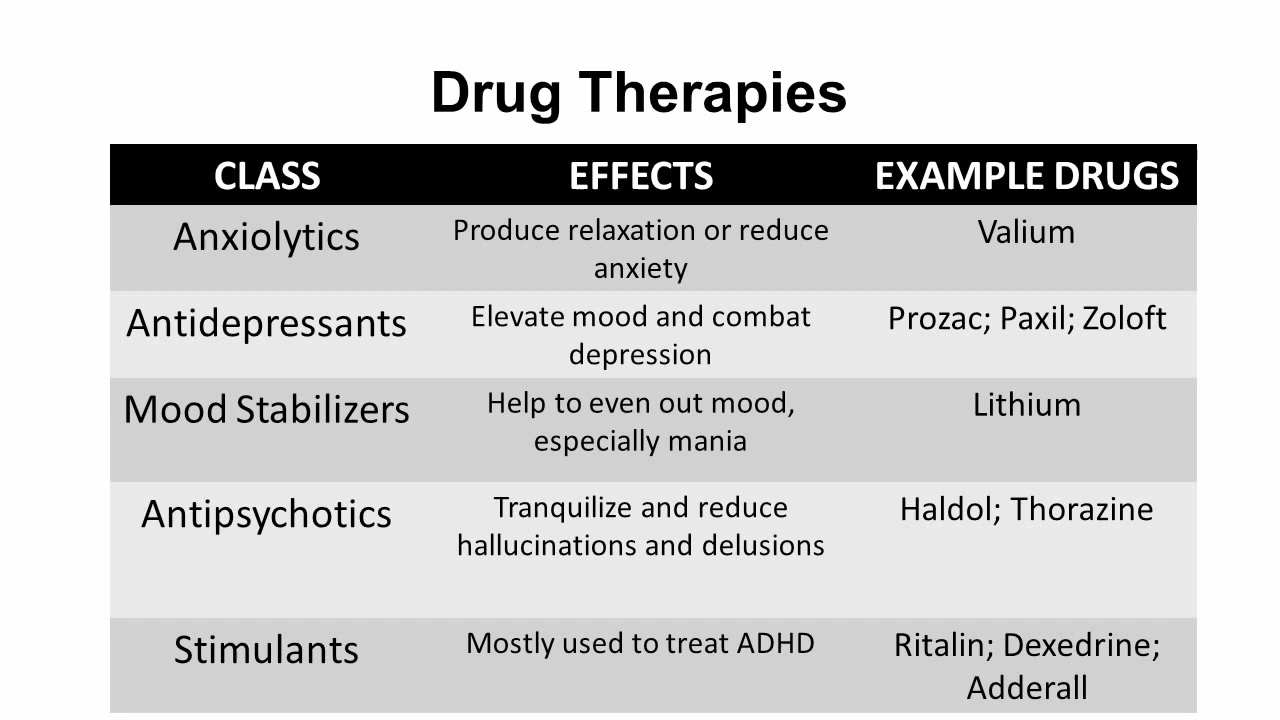 Drug Therapies
CLASS EFFECTS EXAMPLE DRUGS
Anxiolytics Produce relaxation or reduce Valium
anxiety
Antidepressants Elevate mood and combat Prozac; Paxil; Zoloft
depression
Mood Stabilizers Help to even out mood, Lithium
especially mania
Antipsychotics Tranquilize and reduce Haldol; Thorazine
hallucinations and delusions
Stimulants Mostly used to treat ADHD Ritalin; Dexedrine;
Adderall